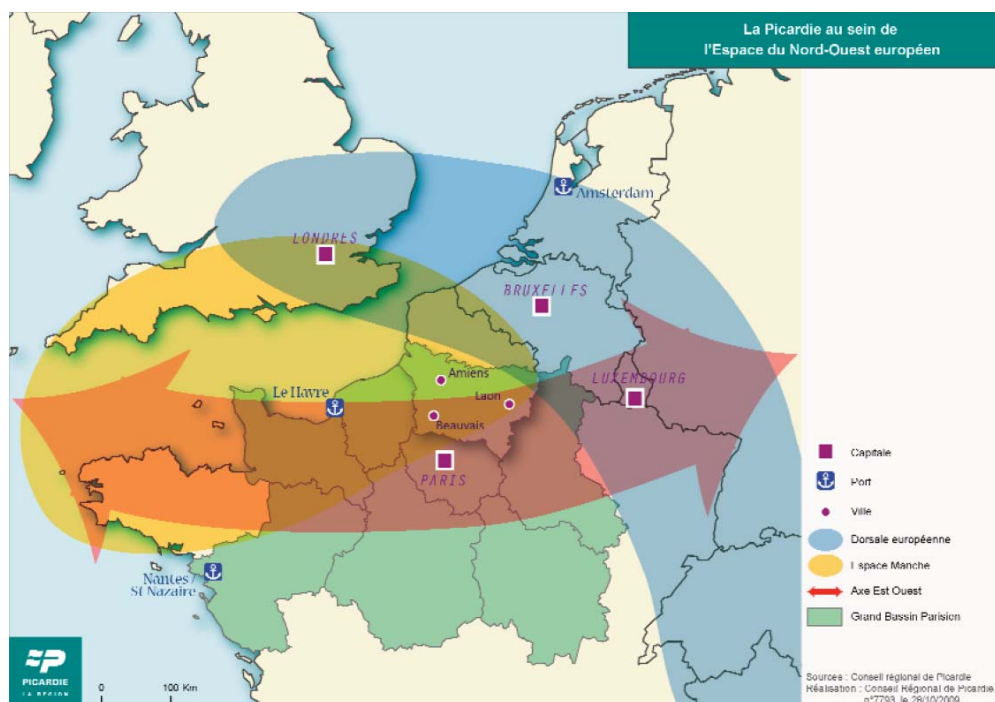 La Picardie au sein de
l'Espace du Nord-Ouest européen
Amsterdam
LONDRES
BRUXELLES
LUXEMBOURG
Amiens
Le Havre
Laon
Beauvais
PARIS
Nantes /
St Nazaire
Capitale
Port
Ville
Dorsale européenne
Espace Manche
Axe Est Ouest
Grand Bassin Parisien
PICARDIE
LA REGION
0 100 Km
Sources : Conseil régional de Picardie
Réalisation : Conseil Régional de Picardie,
n°7793, le 28/10/2009